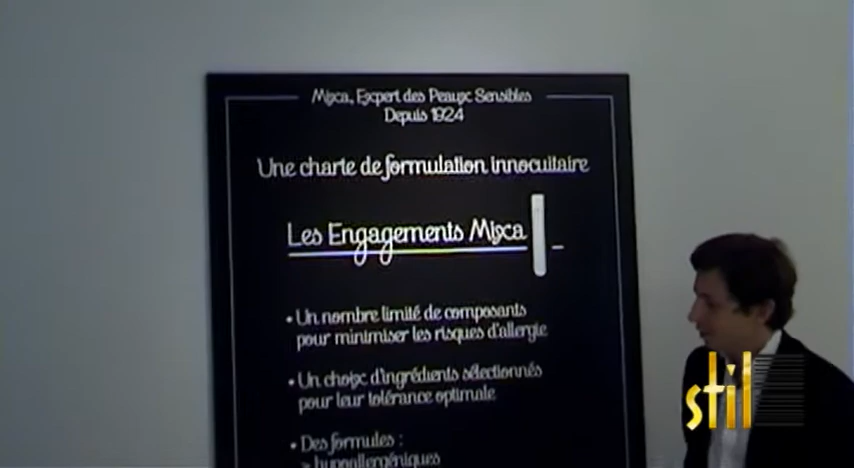 Mixa, Expert des Peaux Sensibles
Depuis 1924
Une charte de formulation innocuitaire
Les Engagements Mixa
• Un nombre limité de composants
pour minimiser les risques d'allergie
• Un choix d'ingrédients sélectionnés
pour leur tolérance optimale
• Des formules :
- hypoallergéniques
stil